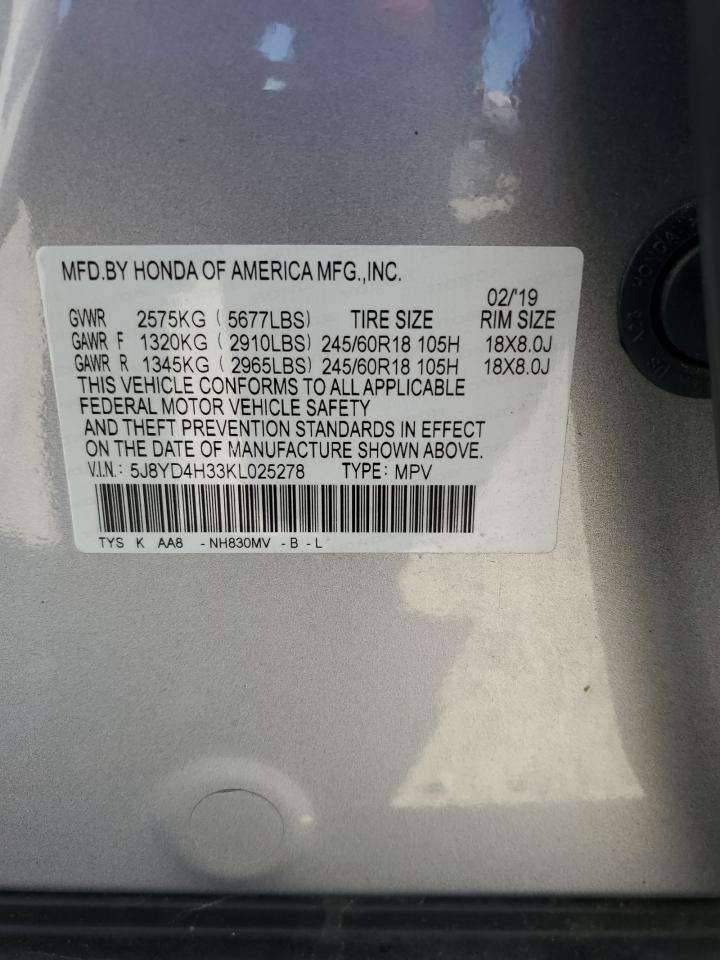 MFD.BY HONDA OF AMERICA MFG.,INC.
02/'19
GVWR 2575KG ( 5677LBS) TIRE SIZE RIM SIZE
GAWR F 1320KG ( 2910LBS) 245/60R18 105H 18X8.0J
GAWR R 1345KG ( 2965LBS) 245/60R18 105H 18X8.0J
THIS VEHICLE CONFORMS TO ALL APPLICABLE
FEDERAL MOTOR VEHICLE SAFETY
AND THEFT PREVENTION STANDARDS IN EFFECT
ON THE DATE OF MANUFACTURE SHOWN ABOVE.
V.I.N.: 5J8YD4H33KL025278 TYPE: MPV
TYS K AA8 -NH830MV -B -L
HONDA